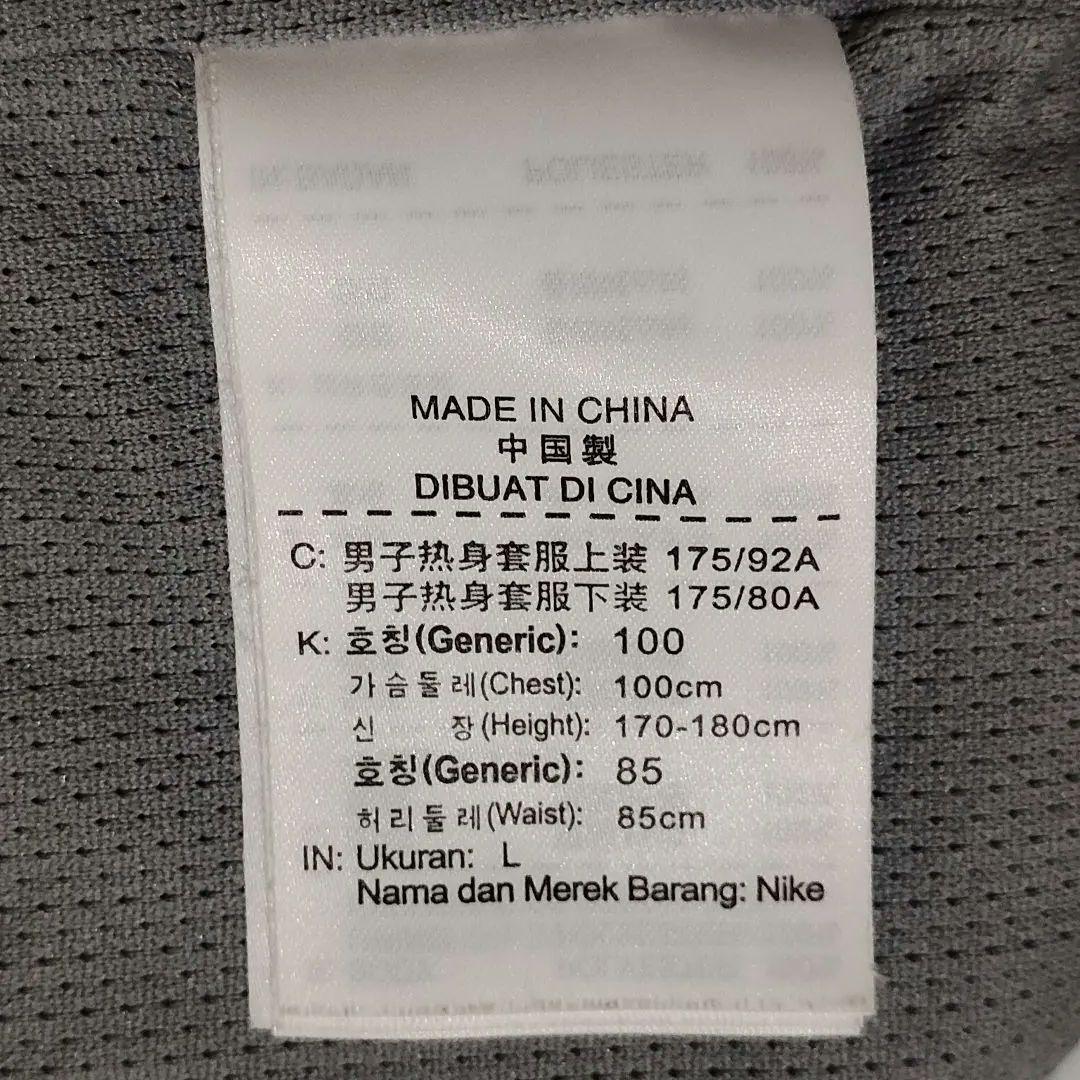 MADE IN CHINA
中国製
DIBUAT DI CINA
C: 男子热身套服上装 175/92A
男子热身套服下装 175/80A
K: 호칭(Generic): 100
가슴둘레(Chest): 100cm
신 장(Height): 170-180cm
호칭(Generic): 85
허리둘레(Waist): 85cm
IN: Ukuran: L
Nama dan Merek Barang: Nike